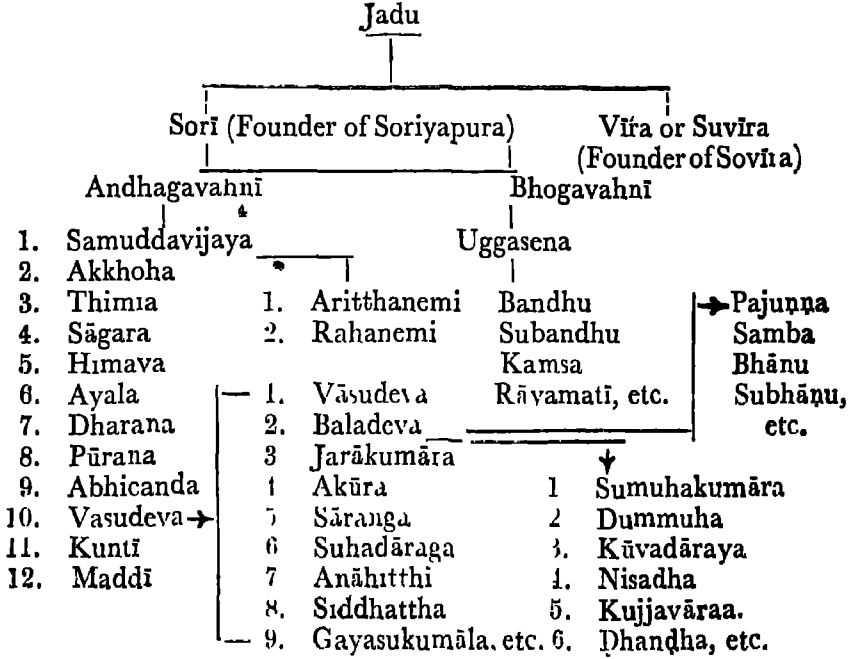 Jadu
Sorī (Founder of Soriyapura) Vīra or Suvīra
(Founder of Sovīra)
Andhagavahnī Bhogavahnī
1. Samuddavijaya Uggasena
2. Akkhoha
3. Thimia 1. Aritthanemi Bandhu Pajuṇṇa
4. Sāgara 2. Rahanemi Subandhu Samba
5. Himava Kamsa Bhānu
6. Ayala 1. Vāsudeva Rāyamatī, etc. Subhāṇu,
7. Dharana 2. Baladeva etc.
8. Pūrana 3 Jarākumāra
9. Abhicanda 4 Akūra 1 Sumuhakumāra
10. Vasudeva 5 Sāranga 2 Dummuha
11. Kuntī 6 Suhadāraga 3. Kūvadāraya
12. Maddī 7 Anāhitthi 4. Nisadha
8. Siddhattha 5. Kujjavāraa.
9. Gayasukumāla, etc. 6. Ḍhanḍha, etc.